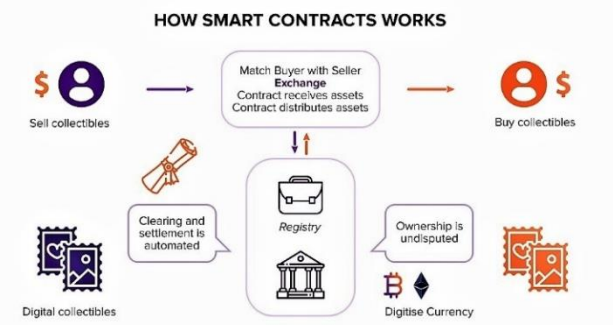 HOW SMART CONTRACTS WORKS
$
Sell collectibles
Match Buyer with Seller
Exchange
Contract receives assets
Contract distributes assets
$
Buy collectibles
Clearing and
settlement is
automated
Registry
Ownership is
undisputed
Digital collectibles
Digitise Currency